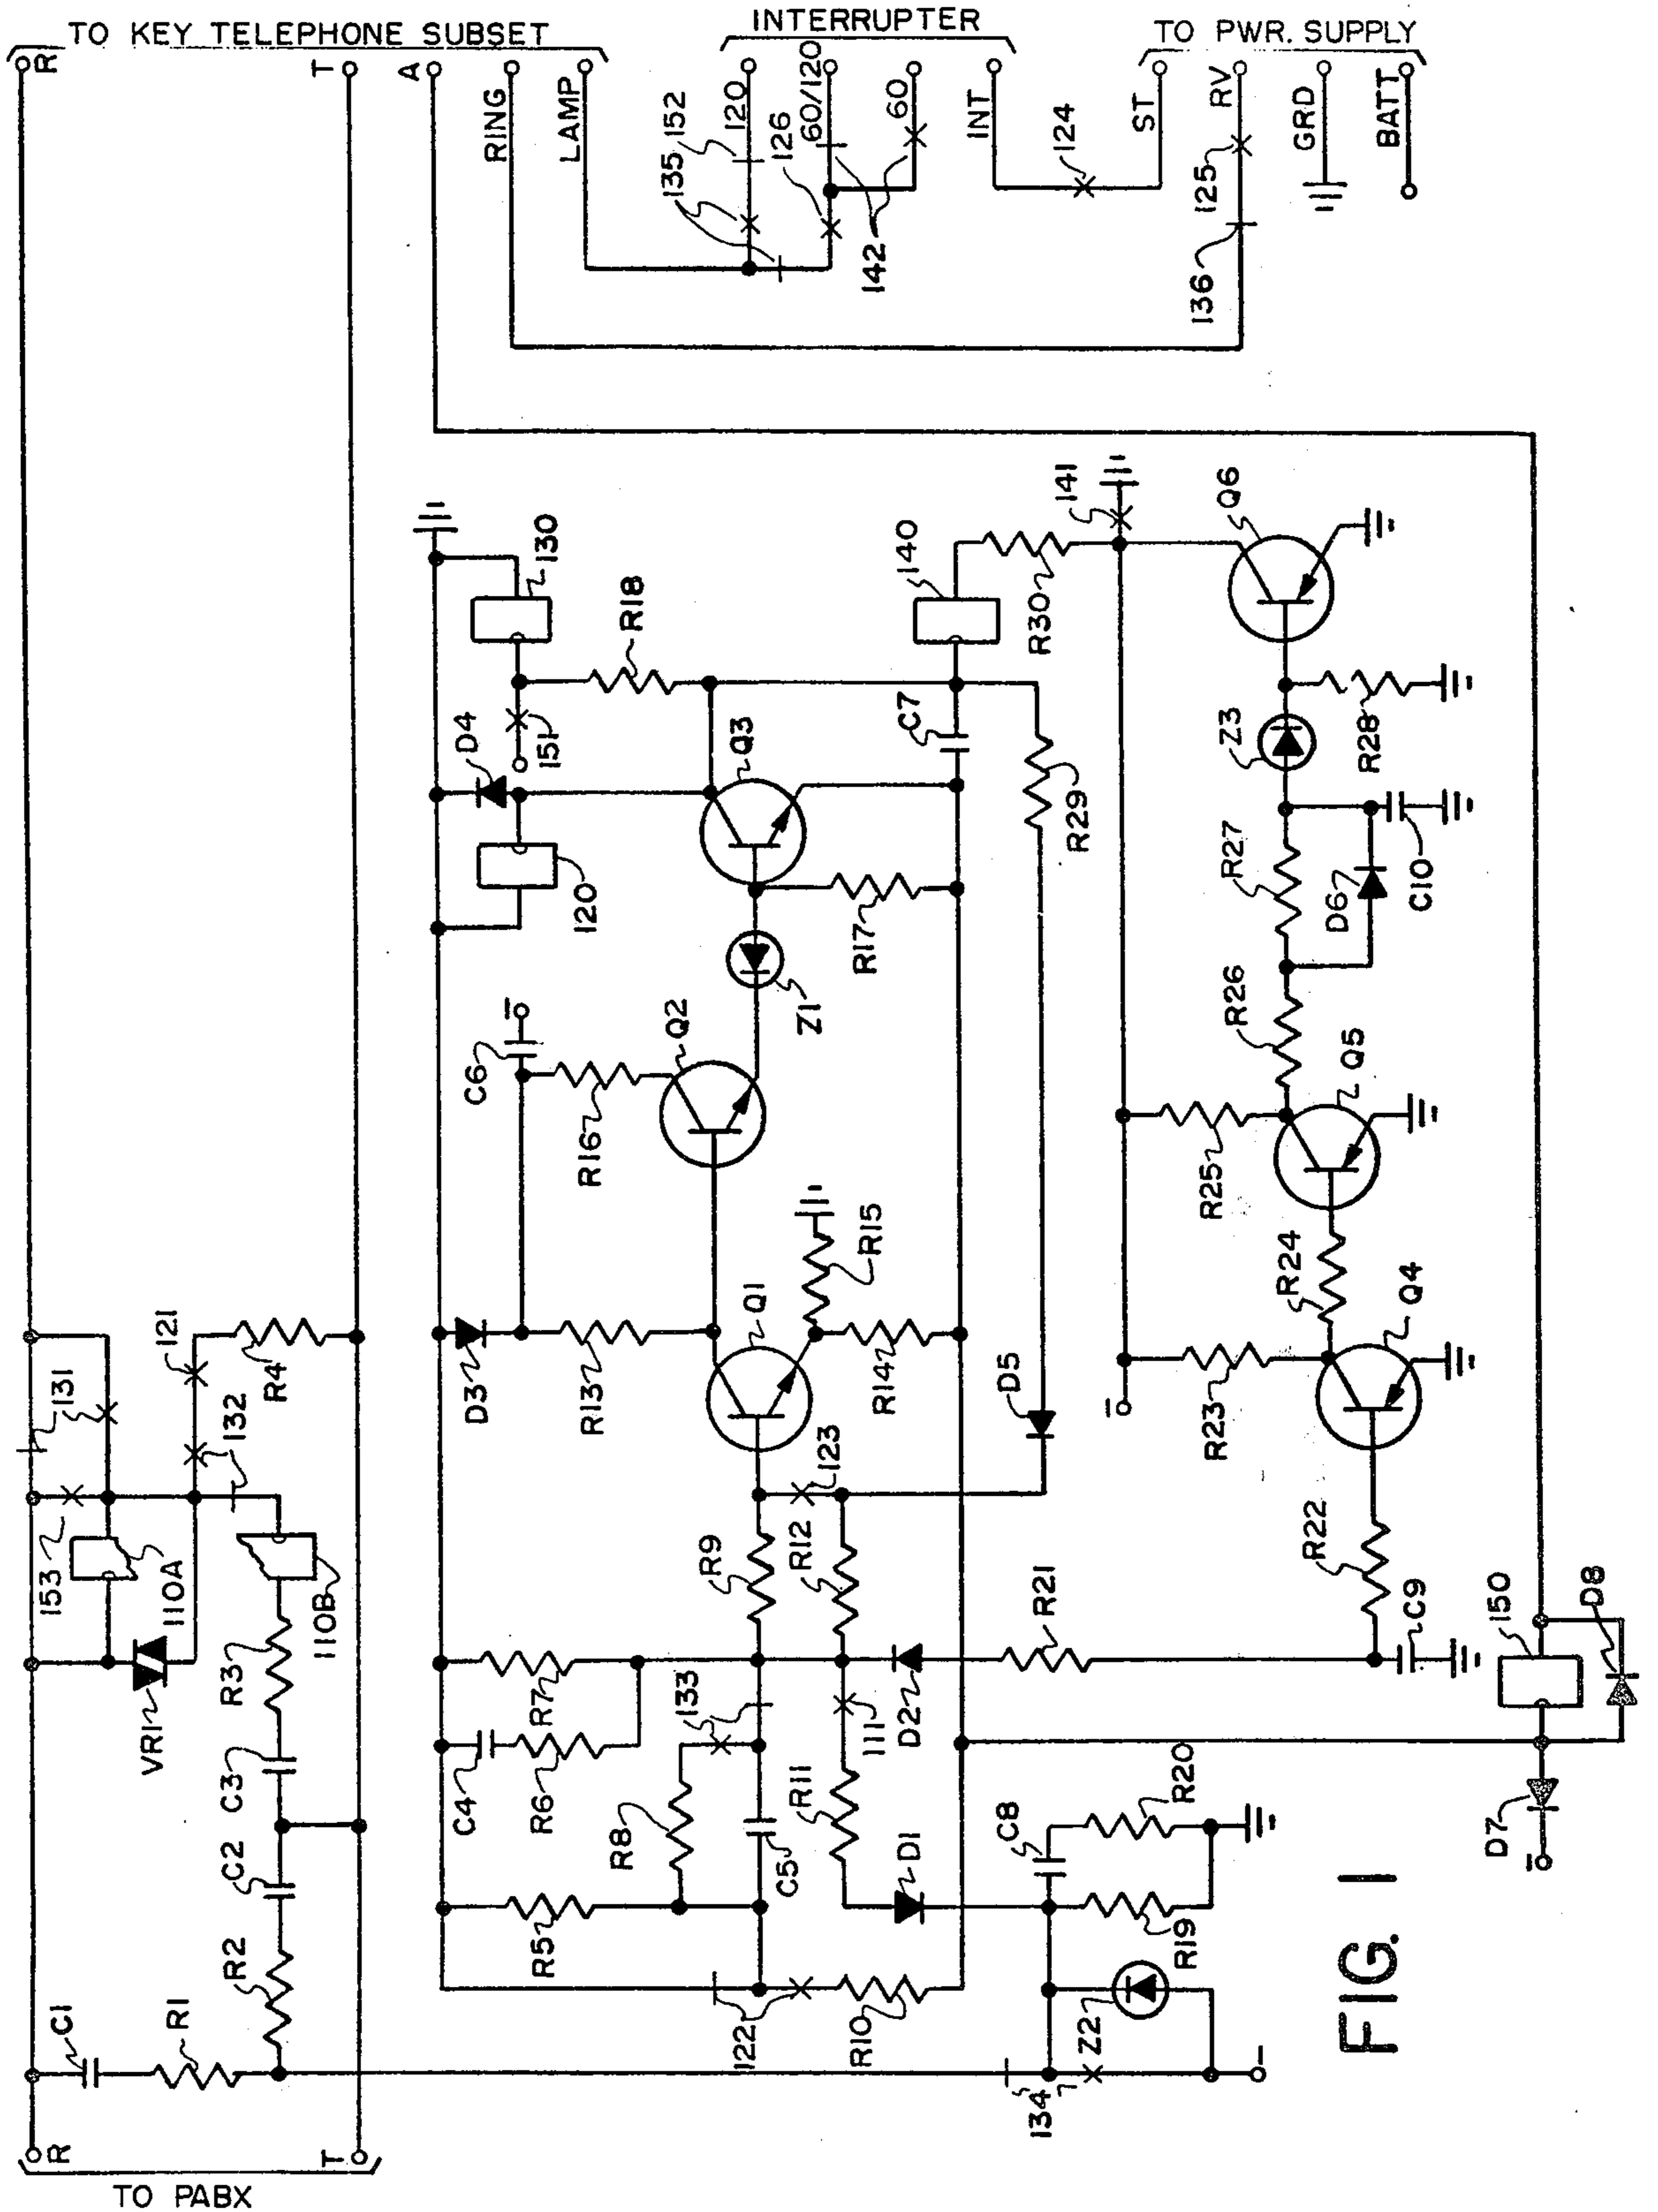 TO KEY TELEPHONE SUBSET
INTERRUPTER
TO PWR. SUPPLY
R
T
A
RING
LAMP
120
60/120
60
INT
ST
RV
GRD
BATT
152
135
126
142
124
125
136
130
R18
D4
151
Q3
120
C7
140
R30
141
Q6
R29
Z3
R28
R17
Z1
C6
Q2
R16
R27
D6
C10
R26
Q5
R25
R15
R24
Q4
Q1
R14
D3
R13
D5
R23
121
R4
131
132
123
153
110A
110B
R9
R12
R21
R22
C9
150
D8
VR1
R3
C3
R7
133
111
D2
C4
R6
R11
R20
C2
R8
C5
D1
C8
D7
R2
R5
R19
C1
R1
122
R10
Z2
134
FIG. 1
R
T
TO PABX